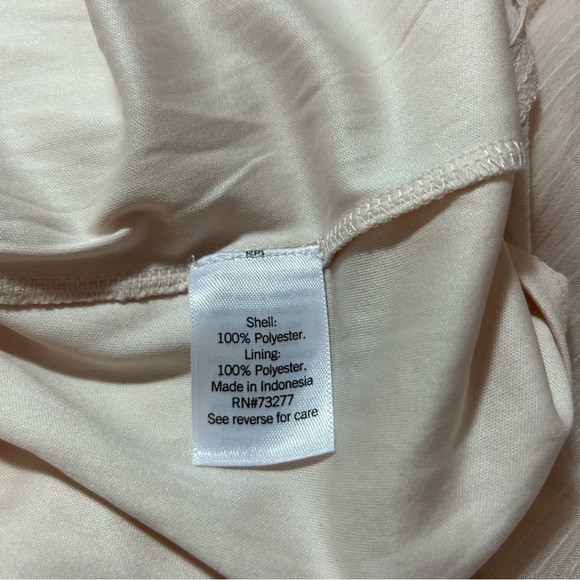 Shell:
100% Polyester.
Lining:
100% Polyester.
Made in Indonesia
RN#73277
See reverse for care